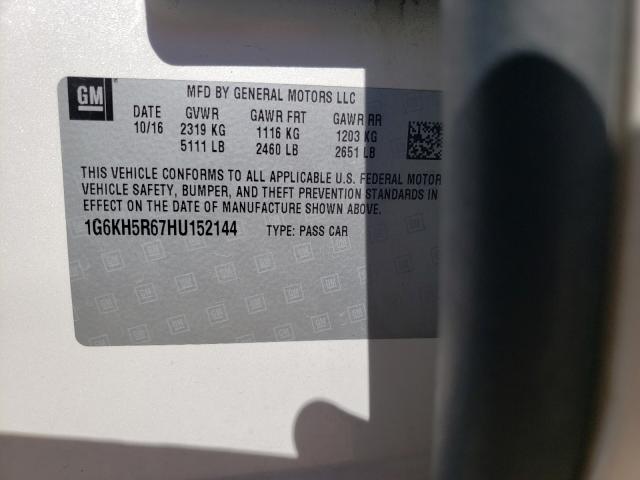 GM
MFD BY GENERAL MOTORS LLC
DATE GVWR GAWR FRT GAWR RR
10/16 2319 KG 1116 KG 1203 KG
5111 LB 2460 LB 2651 LB
THIS VEHICLE CONFORMS TO ALL APPLICABLE U.S. FEDERAL MOTOR
VEHICLE SAFETY, BUMPER, AND THEFT PREVENTION STANDARDS IN
EFFECT ON THE DATE OF MANUFACTURE SHOWN ABOVE.
1G6KH5R67HU152144 TYPE: PASS CAR